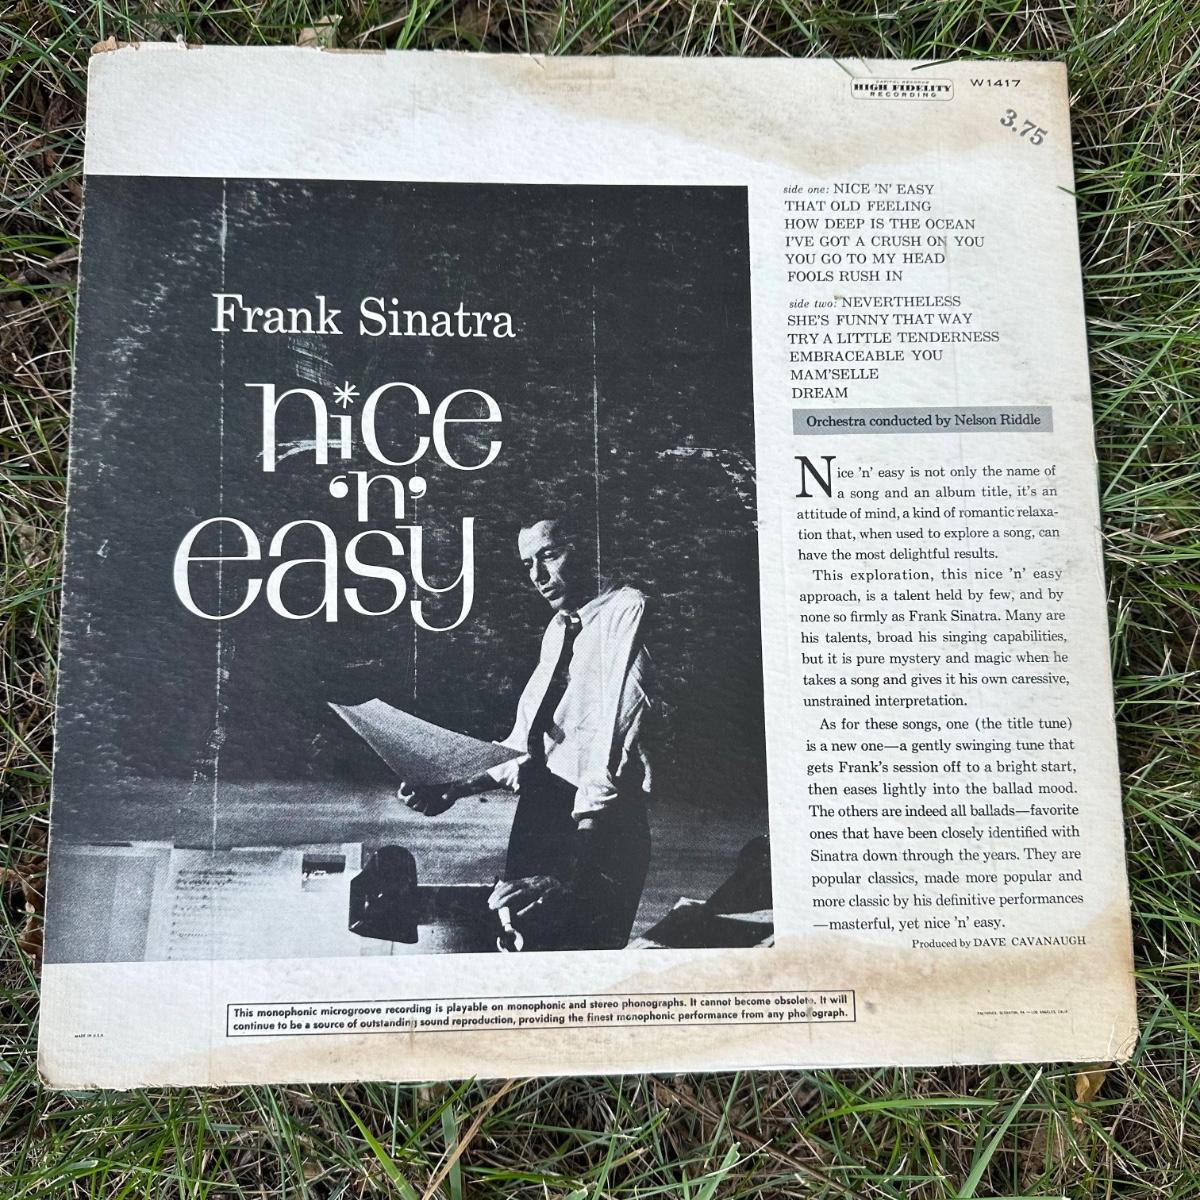 CAPITOL RECORDS
HIGH FIDELITY
RECORDING
W1417
3.75
Frank Sinatra
nice
'n'
easy
side one: NICE 'N' EASY
THAT OLD FEELING
HOW DEEP IS THE OCEAN
I'VE GOT A CRUSH ON YOU
YOU GO TO MY HEAD
FOOLS RUSH IN
side two: NEVERTHELESS
SHE'S FUNNY THAT WAY
TRY A LITTLE TENDERNESS
EMBRACEABLE YOU
MAM'SELLE
DREAM
Orchestra conducted by Nelson Riddle
Nice 'n' easy is not only the name of
a song and an album title, it's an
attitude of mind, a kind of romantic relaxa-
tion that, when used to explore a song, can
have the most delightful results.
This exploration, this nice 'n' easy
approach, is a talent held by few, and by
none so firmly as Frank Sinatra. Many are
his talents, broad his singing capabilities,
but it is pure mystery and magic when he
takes a song and gives it his own caressive,
unstrained interpretation.
As for these songs, one (the title tune)
is a new one—a gently swinging tune that
gets Frank's session off to a bright start,
then eases lightly into the ballad mood.
The others are indeed all ballads—favorite
ones that have been closely identified with
Sinatra down through the years. They are
popular classics, made more popular and
more classic by his definitive performances
—masterful, yet nice 'n' easy.
Produced by DAVE CAVANAUGH
This monophonic microgroove recording is playable on monophonic and stereo phonographs. It cannot become obsolete. It will
continue to be a source of outstanding sound reproduction, providing the finest monophonic performance from any phonograph.
MADE IN U.S.A.
FACTORIES: SCRANTON, PA. — LOS ANGELES, CALIF.